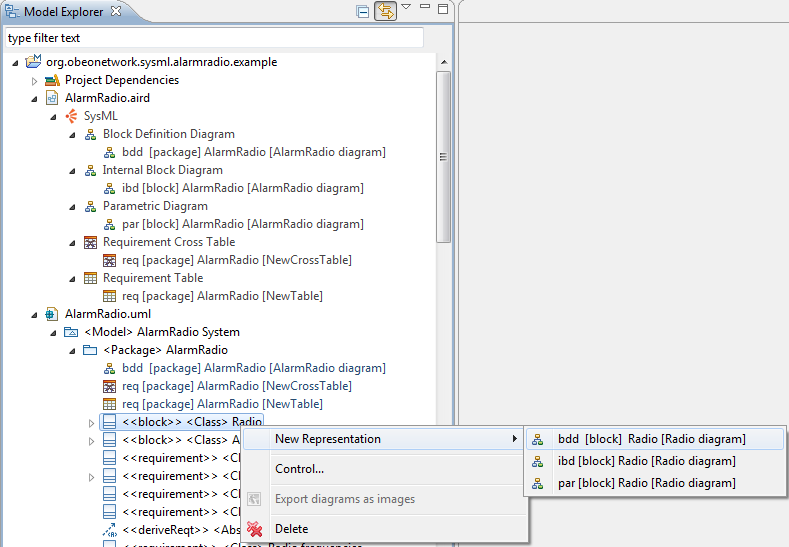 Model Explorer
type filter text
org.obeonetwork.sysml.alarmradio.example
Project Dependencies
AlarmRadio.aird
SysML
Block Definition Diagram
bdd  [package] AlarmRadio [AlarmRadio diagram]
Internal Block Diagram
ibd [block] AlarmRadio [AlarmRadio diagram]
Parametric Diagram
par [block] AlarmRadio [AlarmRadio diagram]
Requirement Cross Table
req [package] AlarmRadio [NewCrossTable]
Requirement Table
req [package] AlarmRadio [NewTable]
AlarmRadio.uml
<Model> AlarmRadio System
<Package> AlarmRadio
bdd  [package] AlarmRadio [AlarmRadio diagram]
req [package] AlarmRadio [NewCrossTable]
req [package] AlarmRadio [NewTable]
<<block>> <Class> Radio
<<block>> <Class> A
<<requirement>> <Cl
<<requirement>> <Cl
<<requirement>> <Cl
<<requirement>> <Cl
<<deriveReqt>> <Abs
New Representation
Control...
Export diagrams as images
Delete
bdd  [block]  Radio [Radio diagram]
ibd [block] Radio [Radio diagram]
par [block] Radio [Radio diagram]